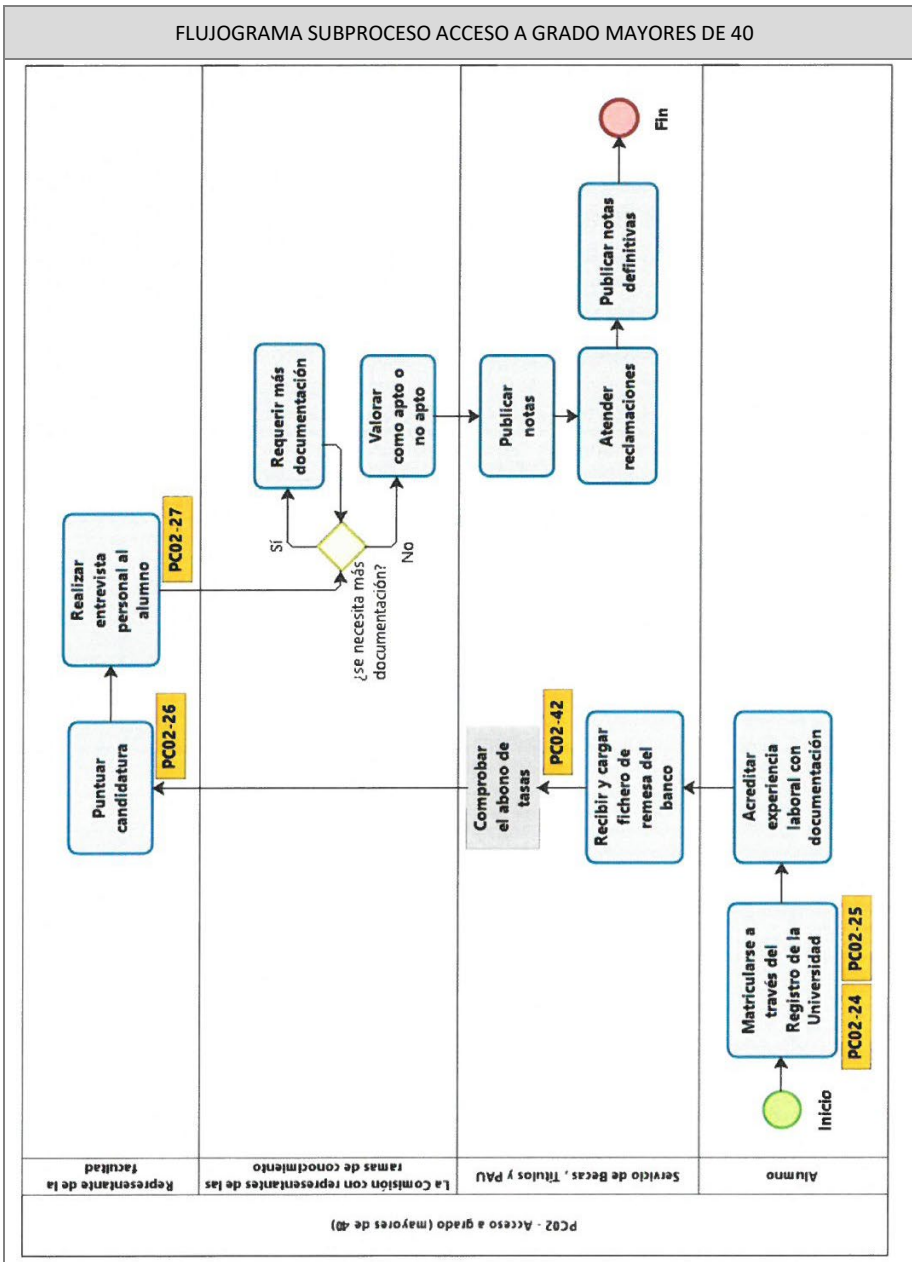 FLUJOGRAMA SUBPROCESO ACCESO A GRADO MAYORES DE 40
PC02 - Acceso a grado (mayores de 40)
Representante de la
facultad
Puntuar
candidatura
PC02-26
Realizar
entrevista
personal al
alumno
PC02-27
La Comisión con representantes de las
ramas de conocimiento
¿se necesita más
documentación?
Sí
No
Requerir más
documentación
Valorar
como apto o
no apto
Servicio de Becas , Títulos y PAU
Comprobar
el abono de
tasas
PC02-42
Recibir y cargar
fichero de
remesa del
banco
Publicar
notas
Atender
reclamaciones
Publicar notas
definitivas
Fin
Alumno
Inicio
Matricularse a
través del
Registro de la
Universidad
PC02-24
PC02-25
Acreditar
experiencia
laboral con
documentación